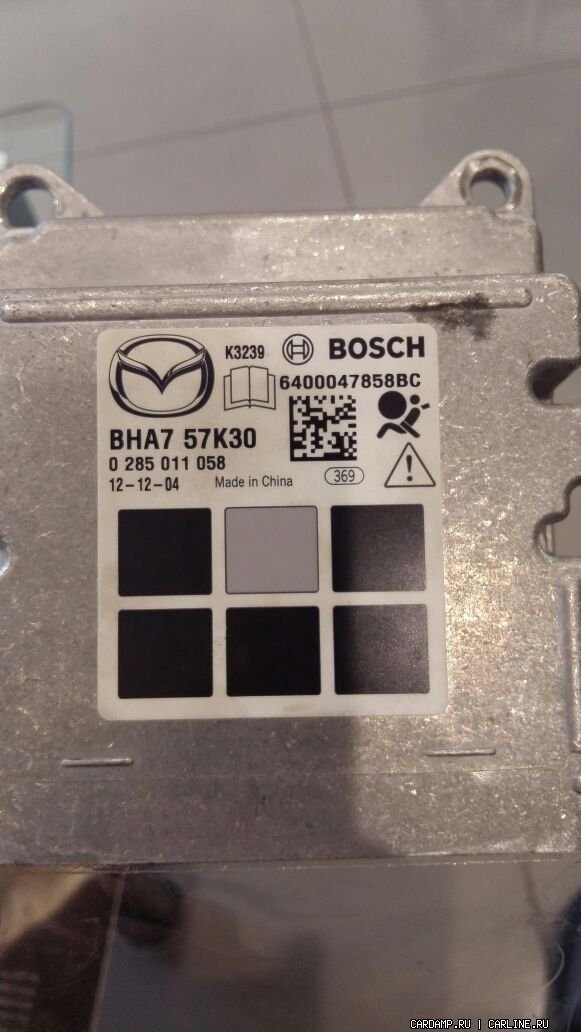 K3239 BOSCH
6400047858BC
BHA7 57K30
0 285 011 058
12-12-04 Made in China 369
CARDAMP.RU | CARLINE.RU